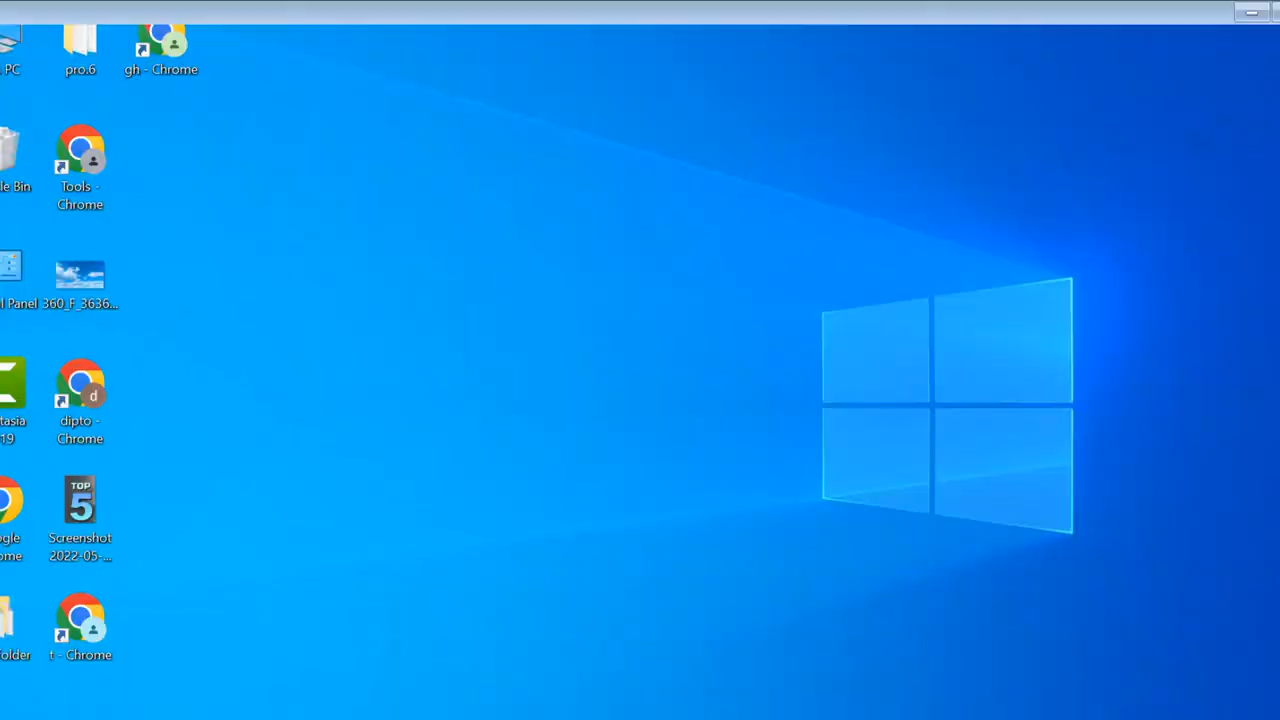 PC
pro.6
gh - Chrome
le Bin
Tools -
Chrome
l Panel
360_F_3636...
tasia
19
d
dipto -
Chrome
gle
ome
TOP
5
Screenshot
2022-05-...
older
t - Chrome